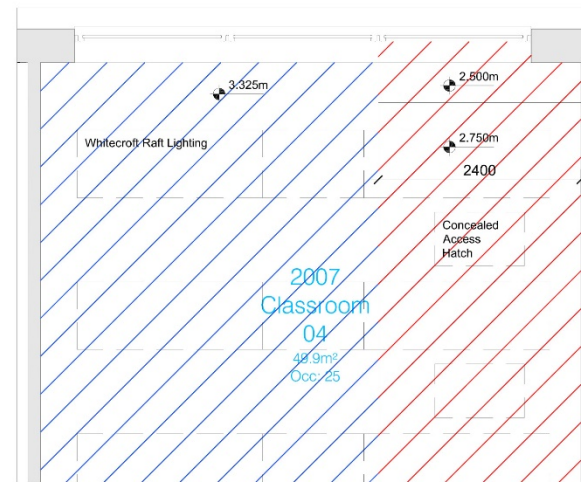 3.325m
2.500m
Whitecroft Raft Lighting
2.750m
2400
Concealed
Access
Hatch
2007
Classroom
04
49.9m²
Occ: 25